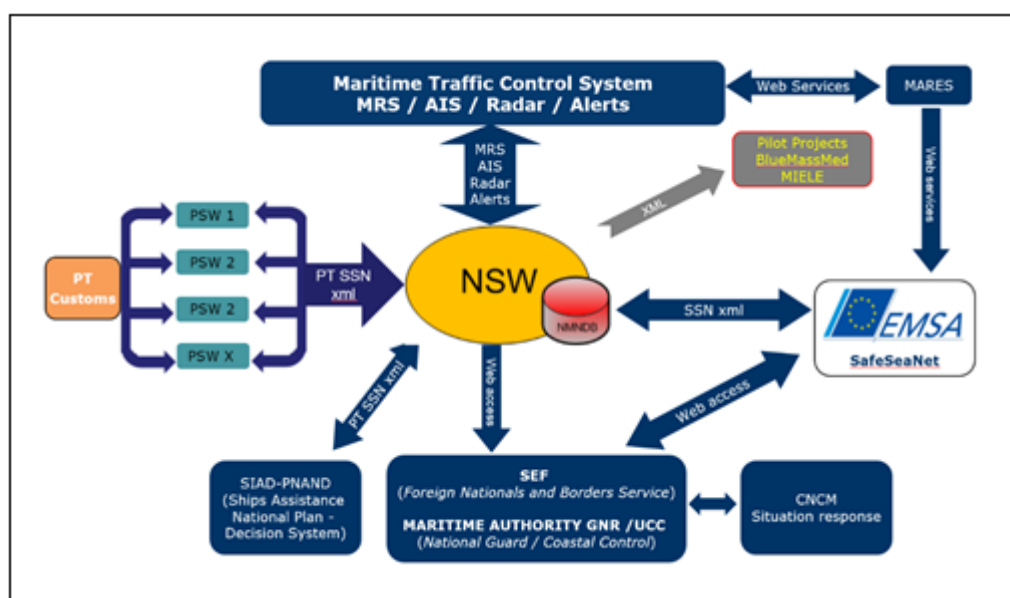 Maritime Traffic Control System
MRS / AIS / Radar / Alerts
Web Services
MARES
MRS
AIS
Radar
Alerts
Pilot Projects
BlueMassMed
MIELE
XML
Web services
PSW 1
PSW 2
PSW 2
PSW X
PT
Customs
PT SSN
xml
NSW
NMNDB
SSN xml
EMSA
SafeSeaNet
PT SSN xml
Web access
Web access
SIAD-PNAND
(Ships Assistance
National Plan -
Decision System)
SEF
(Foreign Nationals and Borders Service)
MARITIME AUTHORITY GNR /UCC
(National Guard / Coastal Control)
CNCM
Situation response